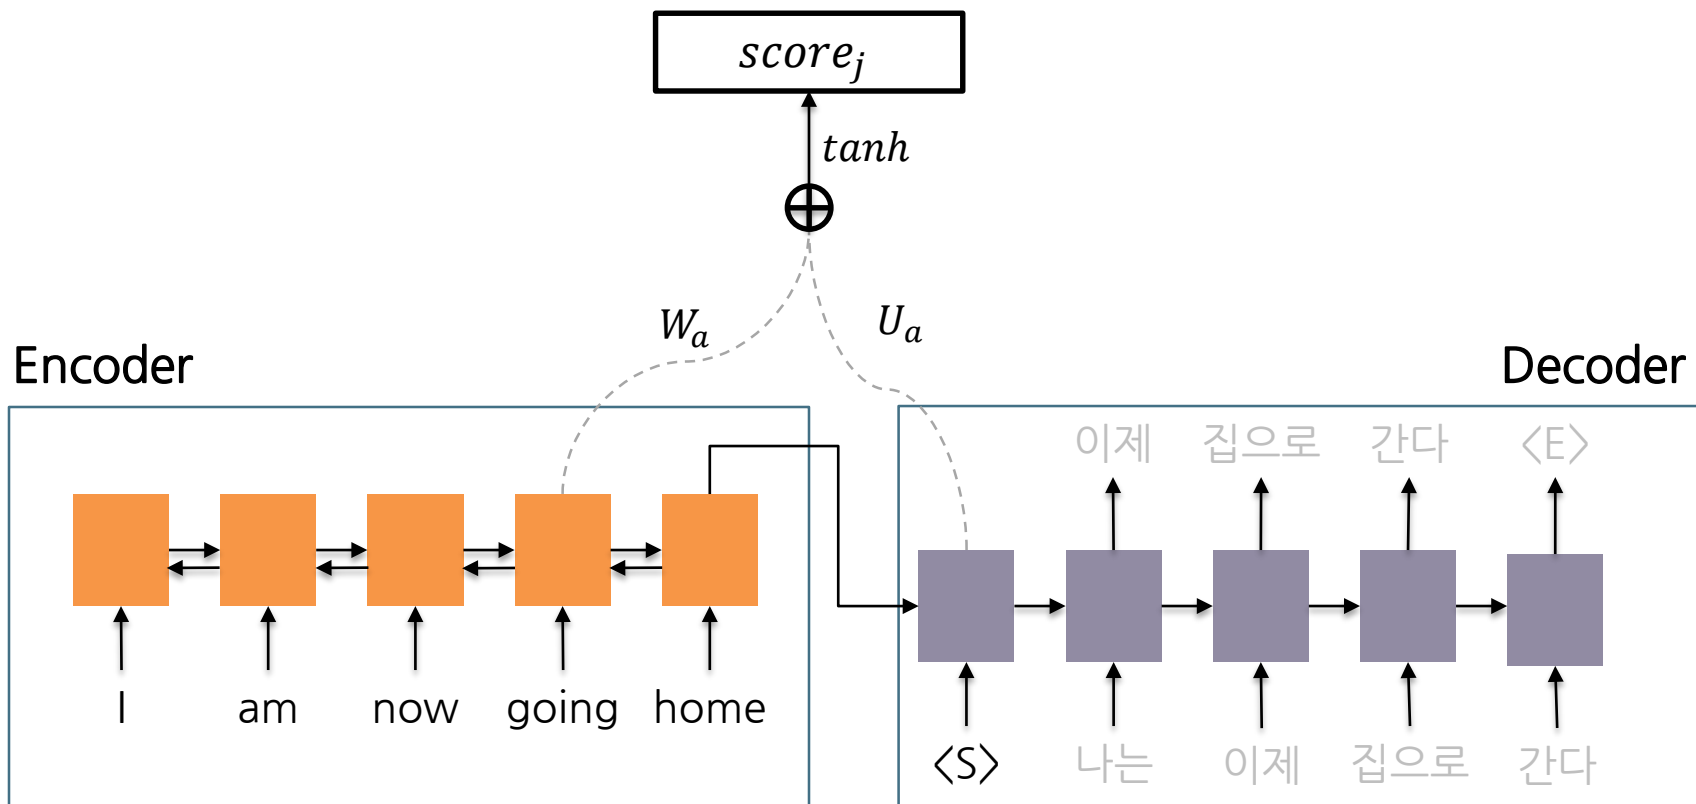 score_j
tanh
W_a
U_a
Encoder
Decoder
이제 집으로 간다 <E>
I am now going home
<S> 나는 이제 집으로 간다